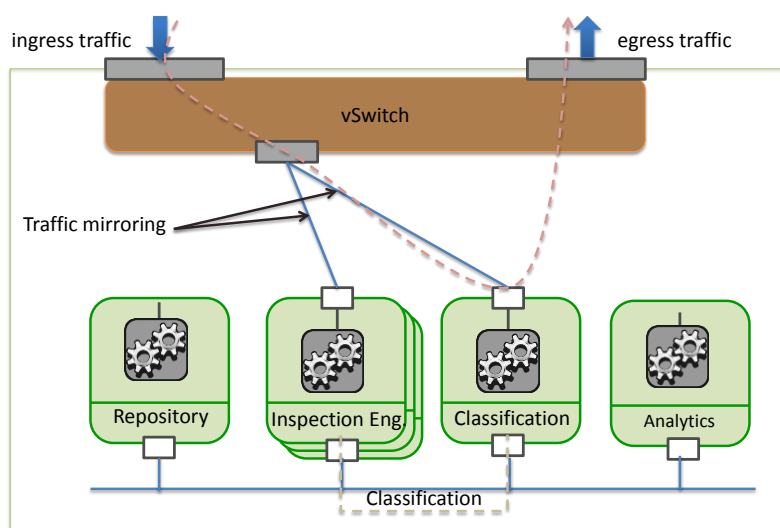 ingress traffic
egress traffic
vSwitch
Traffic mirroring
Repository
Inspection Eng.
Classification
Analytics
Classification